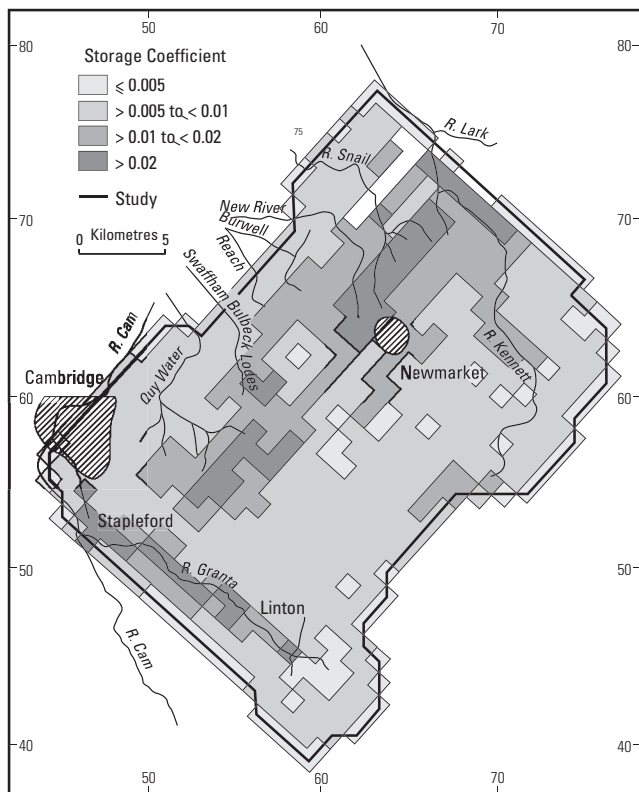 50
60
70
80
80
Storage Coefficient
⩽ 0.005
> 0.005 to < 0.01
> 0.01 to < 0.02
> 0.02
Study
0 Kilometres 5
75
R. Lark
R. Snail
70
70
New River
Burwell
Reach
Swaffham Bulbeck Lodes
R. Cam
Quy Water
R. Kennett
Cambridge
Newmarket
60
60
Stapleford
R. Granta
50
50
Linton
R. Cam
40
40
50
60
70